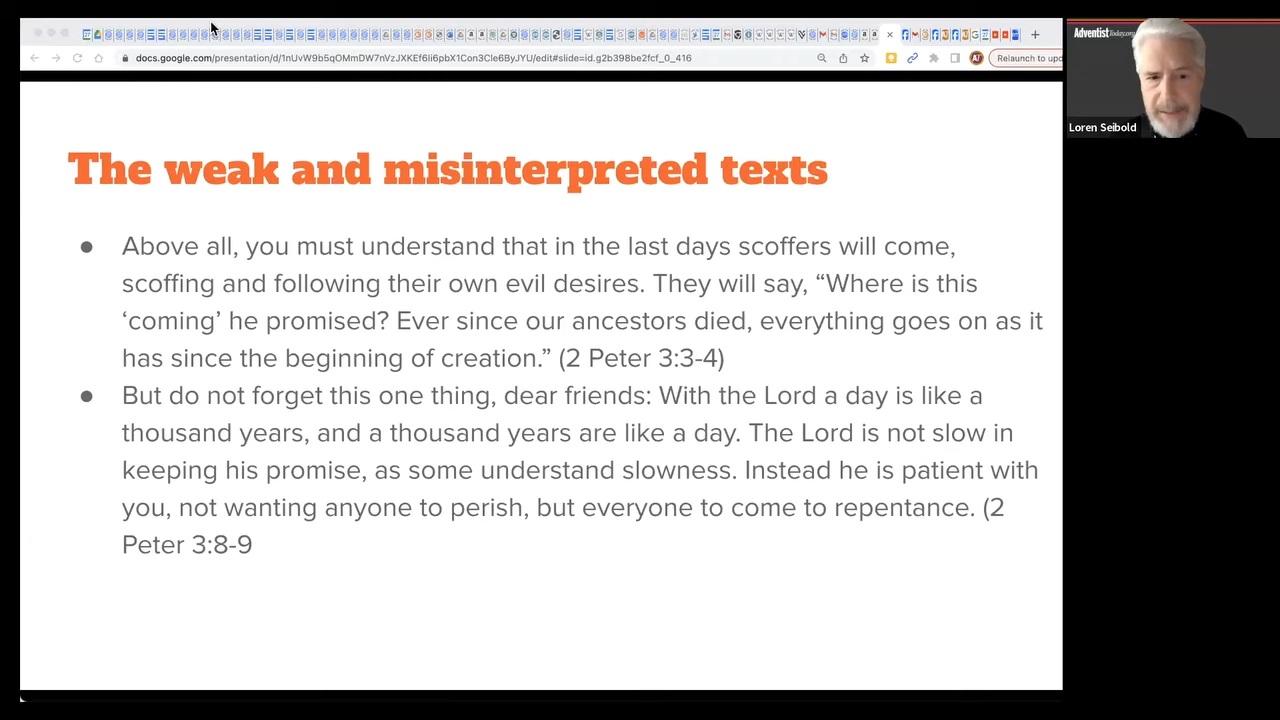 docs.google.com/presentation/d/1nUvW9b5qOMmDW7nVzJXKEf6li6pbX1Con3Cle6ByJYU/edit#slide=id.g2b398be2fcf_0_416
Relaunch to upd
AdventistToday.org
Loren Seibold
The weak and misinterpreted texts
● Above all, you must understand that in the last days scoffers will come,
scoffing and following their own evil desires. They will say, “Where is this
‘coming’ he promised? Ever since our ancestors died, everything goes on as it
has since the beginning of creation.” (2 Peter 3:3-4)
● But do not forget this one thing, dear friends: With the Lord a day is like a
thousand years, and a thousand years are like a day. The Lord is not slow in
keeping his promise, as some understand slowness. Instead he is patient with
you, not wanting anyone to perish, but everyone to come to repentance. (2
Peter 3:8-9